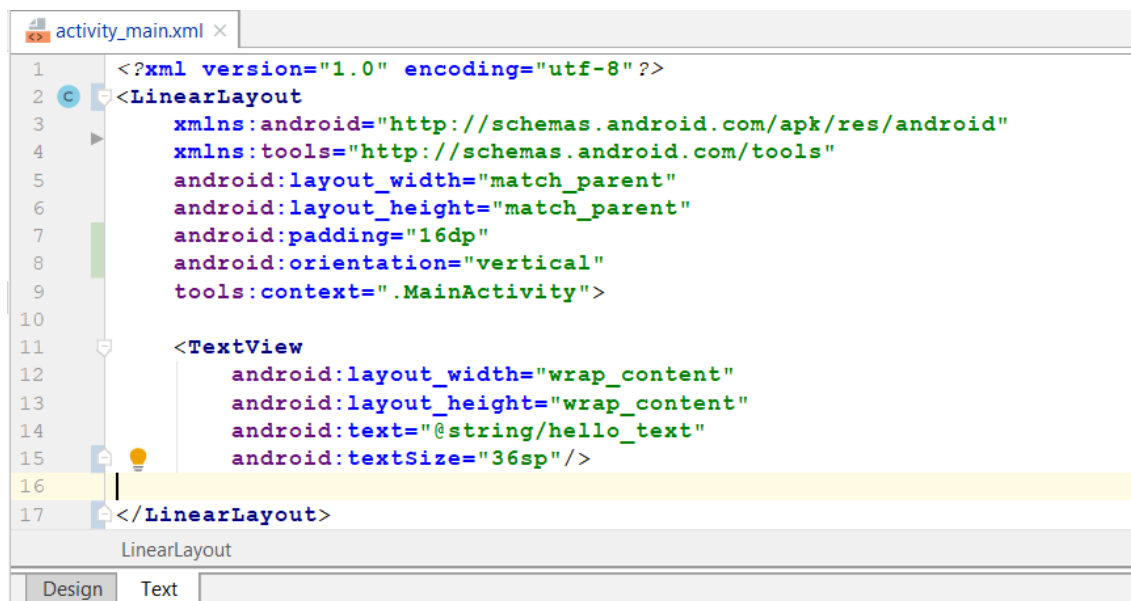 activity_main.xml ×
1 <?xml version="1.0" encoding="utf-8"?>
2 C <LinearLayout
3 xmlns:android="http://schemas.android.com/apk/res/android"
4 xmlns:tools="http://schemas.android.com/tools"
5 android:layout_width="match_parent"
6 android:layout_height="match_parent"
7 android:padding="16dp"
8 android:orientation="vertical"
9 tools:context=".MainActivity">
10
11 <TextView
12 android:layout_width="wrap_content"
13 android:layout_height="wrap_content"
14 android:text="@string/hello_text"
15 android:textSize="36sp"/>
16
17 </LinearLayout>
LinearLayout
Design Text